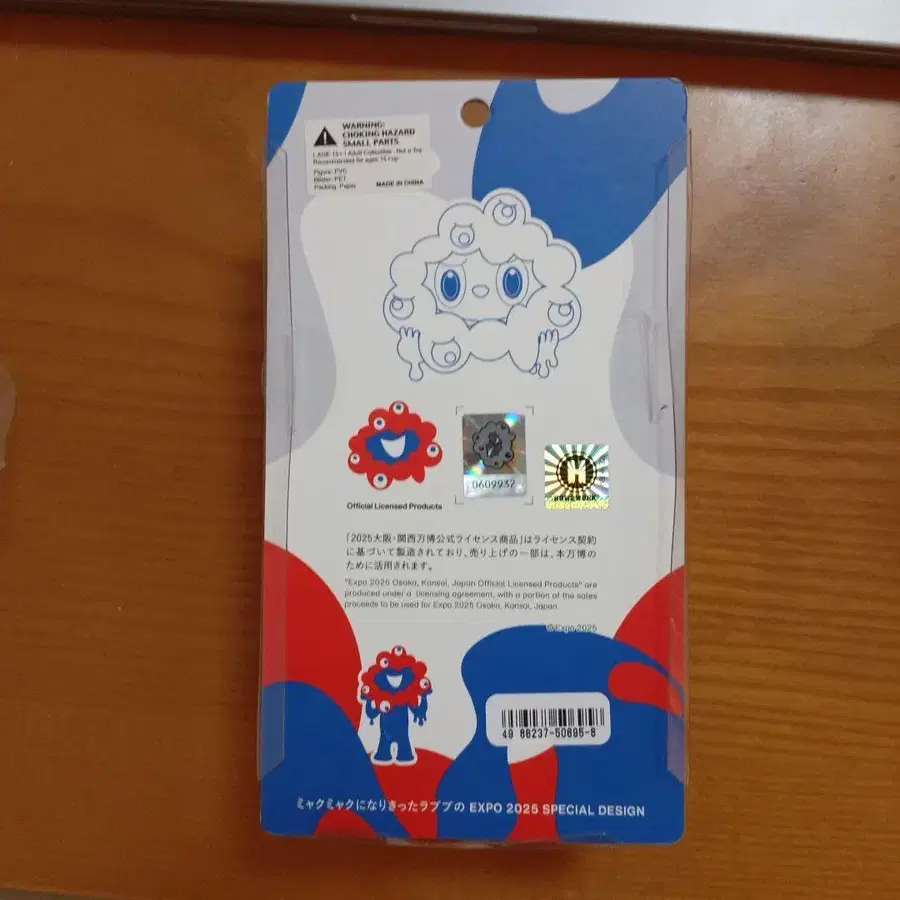 WARNING:
CHOKING HAZARD
SMALL PARTS
Recommended for ages 15+up
Figure: PVC
Blister: PET
Packing: Paper
MADE IN CHINA
0609932
HOW2WORK
Official Licensed Products
「2025大阪・関西万博公式ライセンス商品」はライセンス契約
に基づいて製造されており、売り上げの一部は、本万博の
ために活用されます。
"Expo 2025 Osaka, Kansai, Japan Official Licensed Products" are
produced under a licensing agreement, with a portion of the sales
proceeds to be used for Expo 2025 Osaka, Kansai, Japan.
©Expo 2025
49 86237-50695-8
ミャクミャクになりきったラブブの EXPO 2025 SPECIAL DESIGN